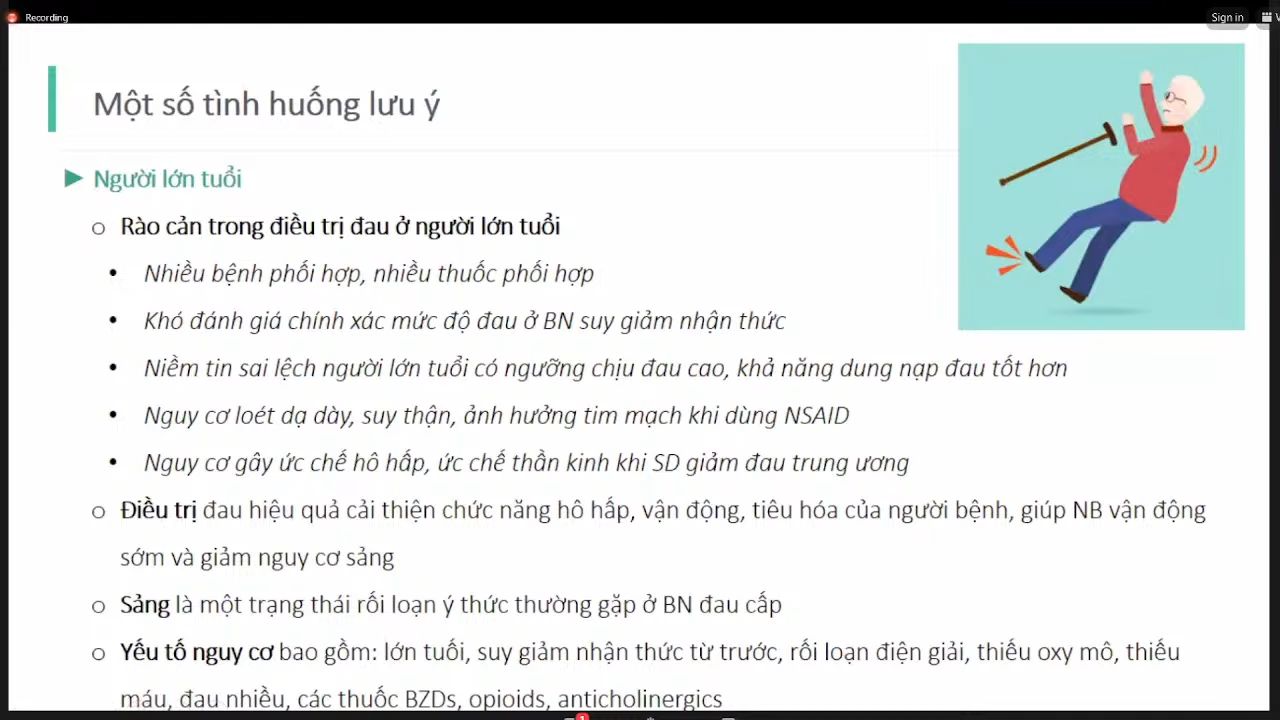 Recording
Sign in
Một số tình huống lưu ý
Người lớn tuổi
Rào cản trong điều trị đau ở người lớn tuổi
Nhiều bệnh phối hợp, nhiều thuốc phối hợp
Khó đánh giá chính xác mức độ đau ở BN suy giảm nhận thức
Niềm tin sai lệch người lớn tuổi có ngưỡng chịu đau cao, khả năng dung nạp đau tốt hơn
Nguy cơ loét dạ dày, suy thận, ảnh hưởng tim mạch khi dùng NSAID
Nguy cơ gây ức chế hô hấp, ức chế thần kinh khi SD giảm đau trung ương
Điều trị đau hiệu quả cải thiện chức năng hô hấp, vận động, tiêu hóa của người bệnh, giúp NB vận động
sớm và giảm nguy cơ sảng
Sảng là một trạng thái rối loạn ý thức thường gặp ở BN đau cấp
Yếu tố nguy cơ bao gồm: lớn tuổi, suy giảm nhận thức từ trước, rối loạn điện giải, thiếu oxy mô, thiếu
máu, đau nhiều, các thuốc BZDs, opioids, anticholinergics